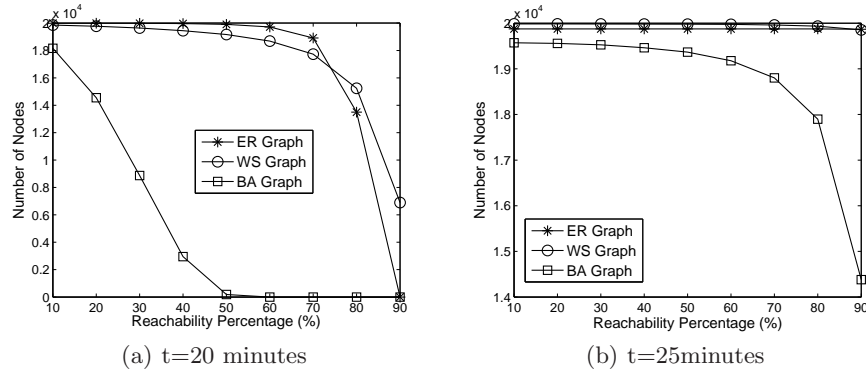 x 10^4
2
1.8
1.6
1.4
1.2
1
0.8
0.6
0.4
0.2
0
Number of Nodes
ER Graph
WS Graph
BA Graph
10 20 30 40 50 60 70 80 90
Reachability Percentage (%)
(a) t=20 minutes
x 10^4
2
1.9
1.8
1.7
1.6
1.5
1.4
Number of Nodes
ER Graph
WS Graph
BA Graph
10 20 30 40 50 60 70 80 90
Reachability Percentage (%)
(b) t=25minutes